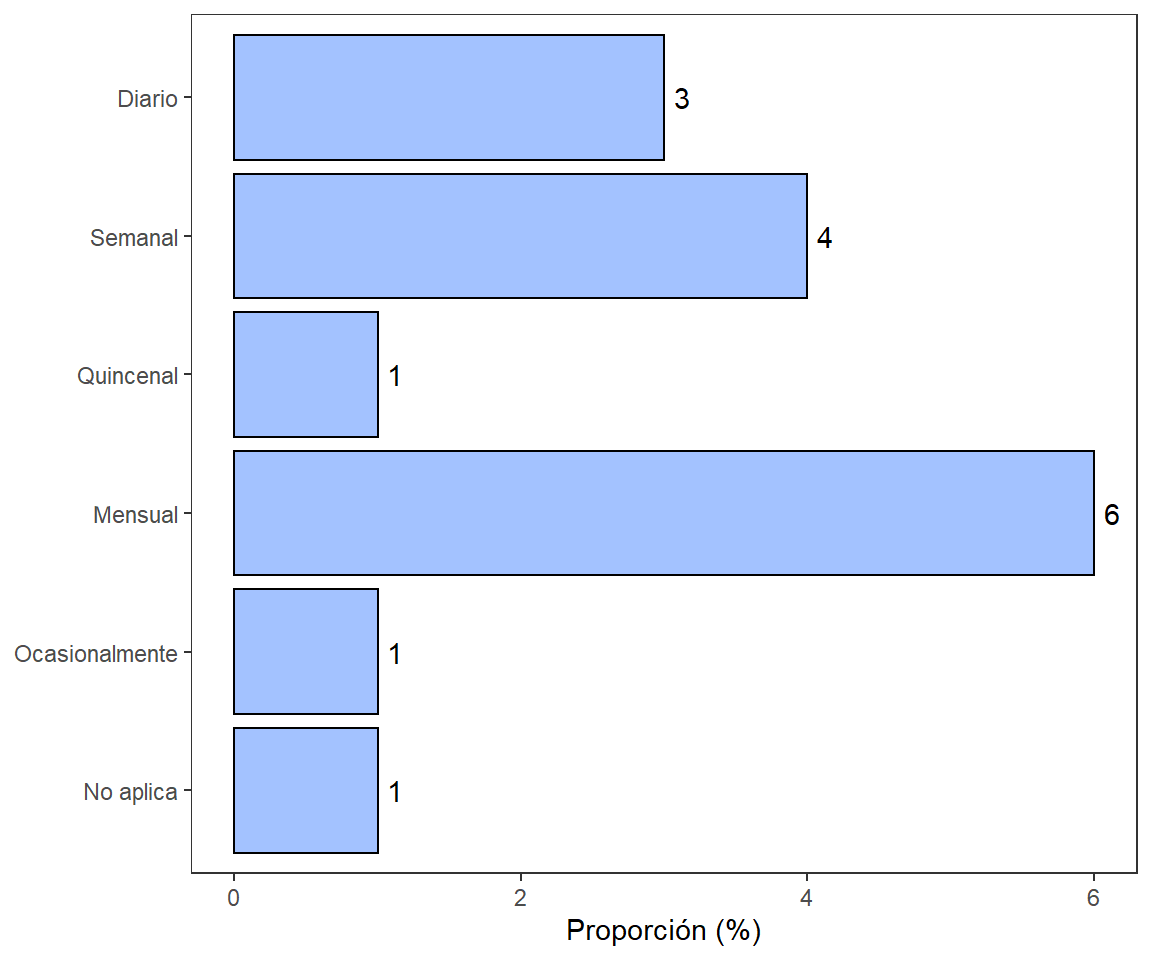 Diario 3
Semanal 4
Quincenal 1
Mensual 6
Ocasionalmente 1
No aplica 1
0 2 4 6
Proporción (%)